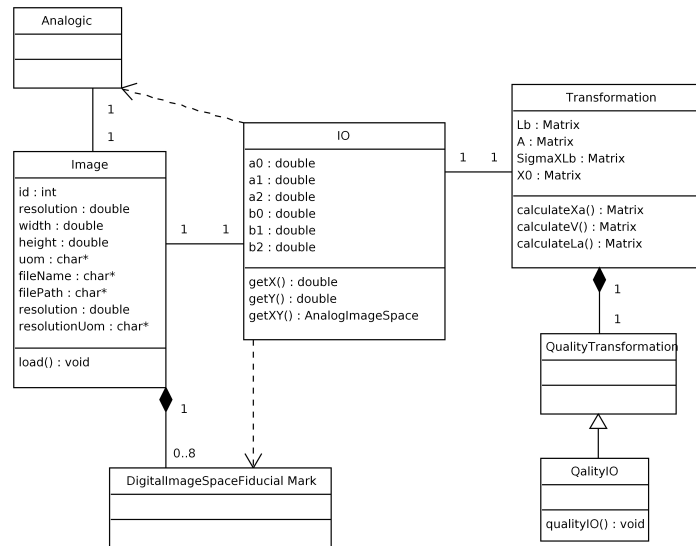 Analogic
1
1
Image
id : int
resolution : double
width : double
height : double
uom : char*
fileName : char*
filePath : char*
resolution : double
resolutionUom : char*
load() : void
1
1
IO
a0 : double
a1 : double
a2 : double
b0 : double
b1 : double
b2 : double
getX() : double
getY() : double
getXY() : AnalogImageSpace
1
1
Transformation
Lb : Matrix
A : Matrix
SigmaXLb : Matrix
X0 : Matrix
calculateXa() : Matrix
calculateV() : Matrix
calculateLa() : Matrix
1
1
QualityTransformation
1
0..8
DigitalImageSpaceFiducial Mark
QalityIO
qualityIO() : void